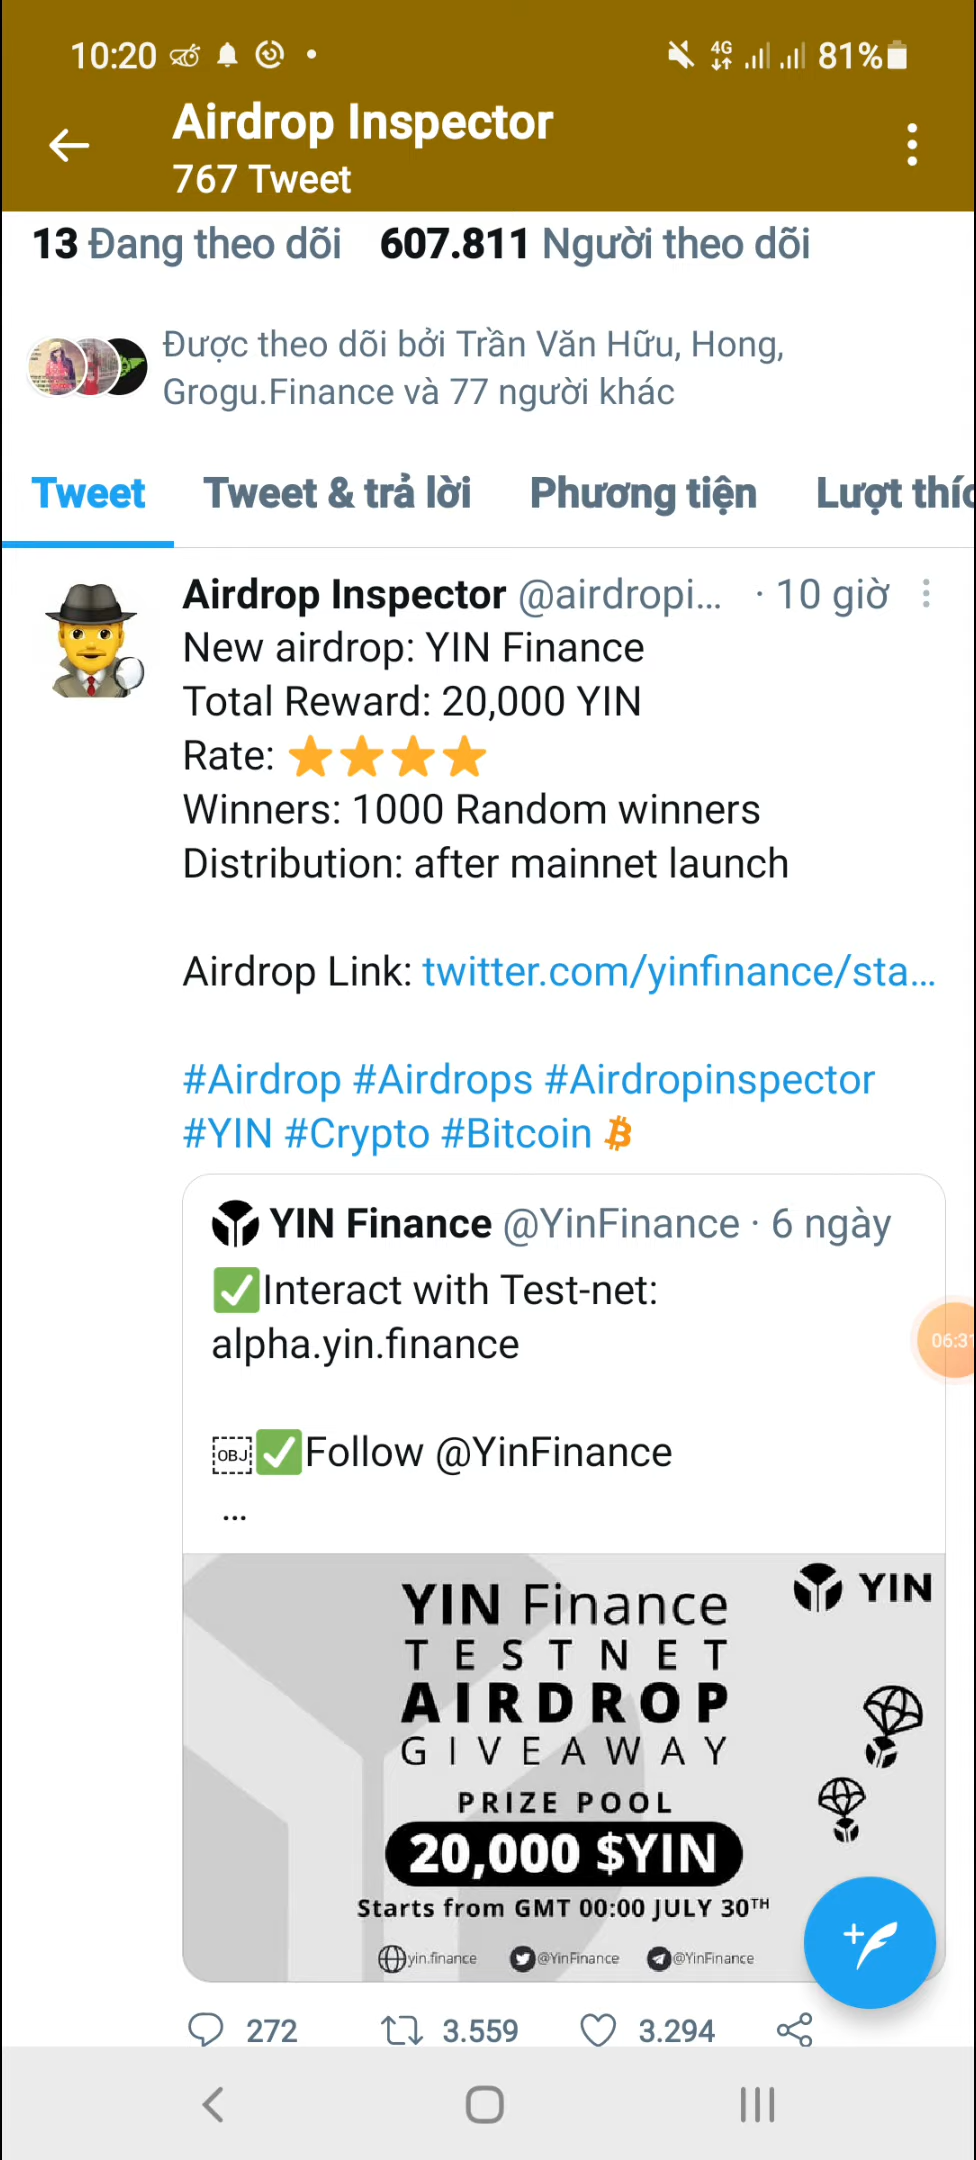 10:20 4G 81%
Airdrop Inspector
767 Tweet
13 Đang theo dõi 607.811 Người theo dõi
Được theo dõi bởi Trần Văn Hữu, Hong,
Grogu.Finance và 77 người khác
Tweet Tweet & trả lời Phương tiện Lượt thíc
Airdrop Inspector @airdropi... · 10 giờ
New airdrop: YIN Finance
Total Reward: 20,000 YIN
Rate: ⭐⭐⭐⭐
Winners: 1000 Random winners
Distribution: after mainnet launch
Airdrop Link: twitter.com/yinfinance/sta...
#Airdrop #Airdrops #Airdropinspector
#YIN #Crypto #Bitcoin
YIN Finance @YinFinance · 6 ngày
✅Interact with Test-net:
alpha.yin.finance
06:31
OBJ✅Follow @YinFinance
...
YIN
YIN Finance
TESTNET
AIRDROP
GIVEAWAY
PRIZE POOL
20,000 $YIN
Starts from GMT 00:00 JULY 30TH
yin.finance @YinFinance @YinFinance
272 3.559 3.294